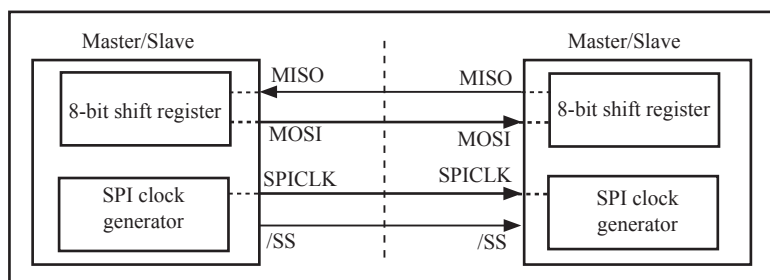 Master/Slave
Master/Slave
MISO
MISO
8-bit shift register
8-bit shift register
MOSI
MOSI
SPICLK
SPICLK
SPI clock
generator
SPI clock
generator
/SS
/SS